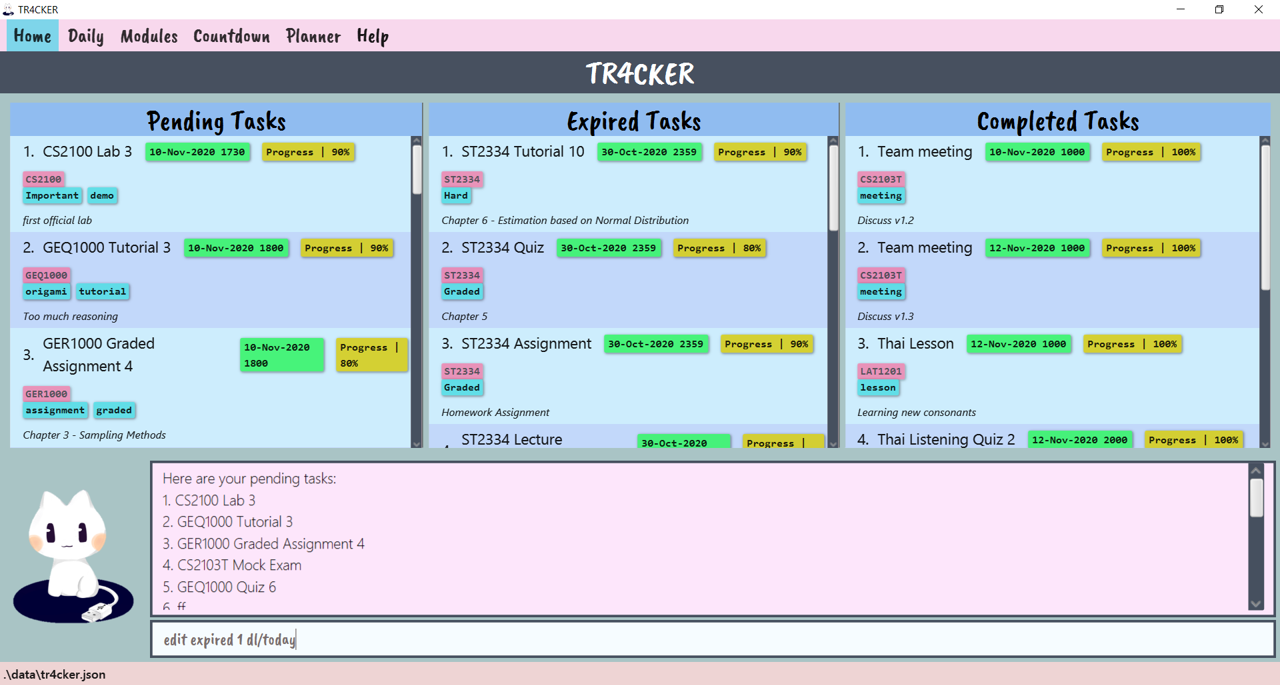 TR4CKER
Home Daily Modules Countdown Planner Help
TR4CKER
Pending Tasks
1. CS2100 Lab 3 10-Nov-2020 1730 Progress | 90%
CS2100
Important demo
first official lab
2. GEQ1000 Tutorial 3 10-Nov-2020 1800 Progress | 90%
GEQ1000
origami tutorial
Too much reasoning
3. GER1000 Graded
Assignment 4
10-Nov-2020
1800
Progress |
80%
GER1000
assignment graded
Chapter 3 - Sampling Methods
Expired Tasks
1. ST2334 Tutorial 10 30-Oct-2020 2359 Progress | 90%
ST2334
Hard
Chapter 6 - Estimation based on Normal Distribution
2. ST2334 Quiz 30-Oct-2020 2359 Progress | 80%
ST2334
Graded
Chapter 5
3. ST2334 Assignment 30-Oct-2020 2359 Progress | 90%
ST2334
Graded
Homework Assignment
ST2334 Lecture 30-Oct-2020 Progress |
Completed Tasks
1. Team meeting 10-Nov-2020 1000 Progress | 100%
CS2103T
meeting
Discuss v1.2
2. Team meeting 12-Nov-2020 1000 Progress | 100%
CS2103T
meeting
Discuss v1.3
3. Thai Lesson 12-Nov-2020 1000 Progress | 100%
LAT1201
lesson
Learning new consonants
4. Thai Listening Quiz 2 12-Nov-2020 2000 Progress | 100%
Here are your pending tasks:
1. CS2100 Lab 3
2. GEQ1000 Tutorial 3
3. GER1000 Graded Assignment 4
4. CS2103T Mock Exam
5. GEQ1000 Quiz 6
6. ff
edit expired 1 dl/today
.\data\tr4cker.json